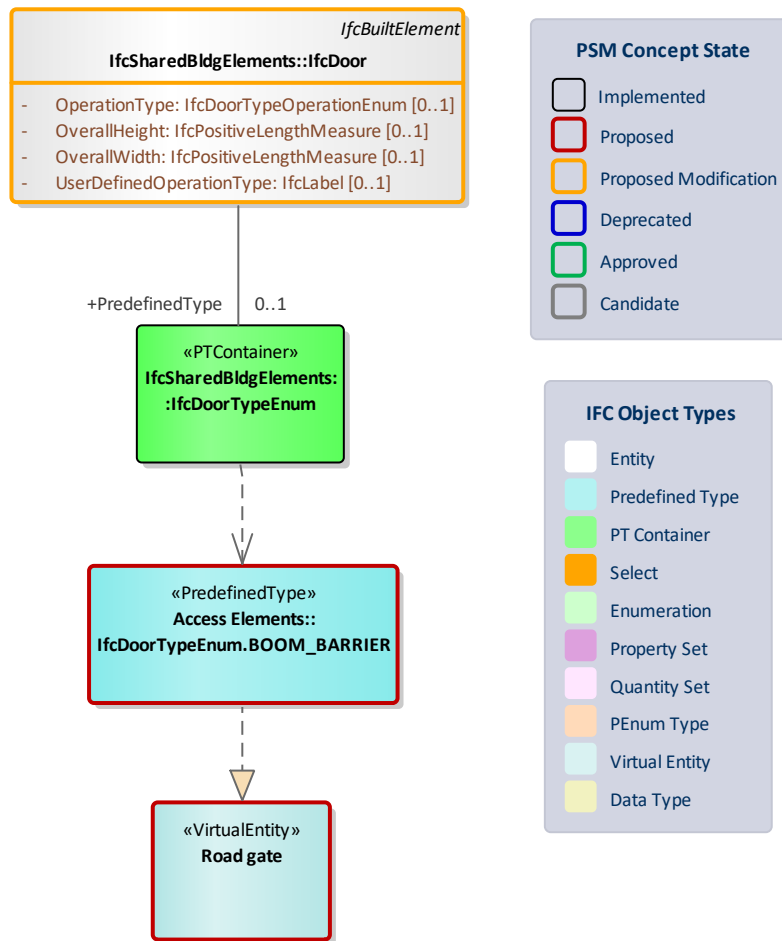 IfcBuiltElement
IfcSharedBldgElements::IfcDoor
- OperationType: IfcDoorTypeOperationEnum [0..1]
- OverallHeight: IfcPositiveLengthMeasure [0..1]
- OverallWidth: IfcPositiveLengthMeasure [0..1]
- UserDefinedOperationType: IfcLabel [0..1]
+PredefinedType 0..1
«PTContainer»
IfcSharedBldgElements:
:IfcDoorTypeEnum
«PredefinedType»
Access Elements::
IfcDoorTypeEnum.BOOM_BARRIER
«VirtualEntity»
Road gate
PSM Concept State
Implemented
Proposed
Proposed Modification
Deprecated
Approved
Candidate
IFC Object Types
Entity
Predefined Type
PT Container
Select
Enumeration
Property Set
Quantity Set
PEnum Type
Virtual Entity
Data Type